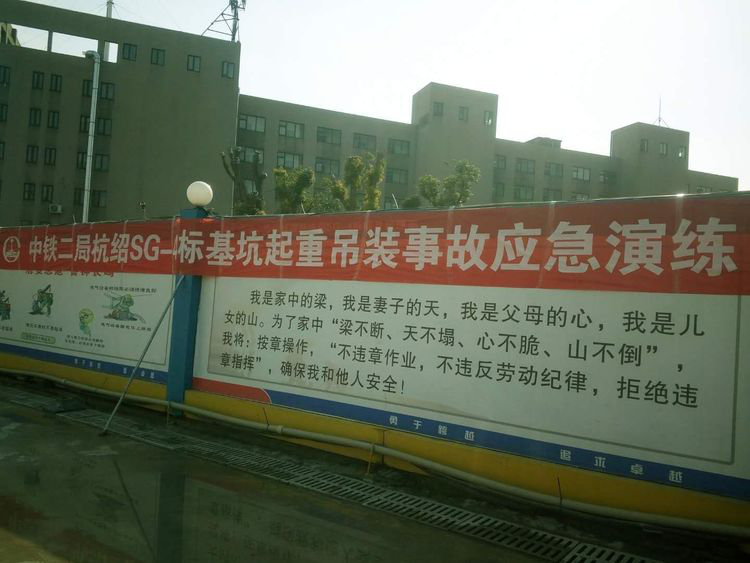 中铁二局杭绍SG-4标基坑起重吊装事故应急演练
我是家中的梁，我是妻子的天，我是父母的心，我是儿
女的山。为了家中“梁不断、天不塌、心不脆、山不倒”，
我将：按章操作，“不违章作业，不违反劳动纪律，拒绝违
章指挥”，确保我和他人安全！
勇于跨越 追求卓越